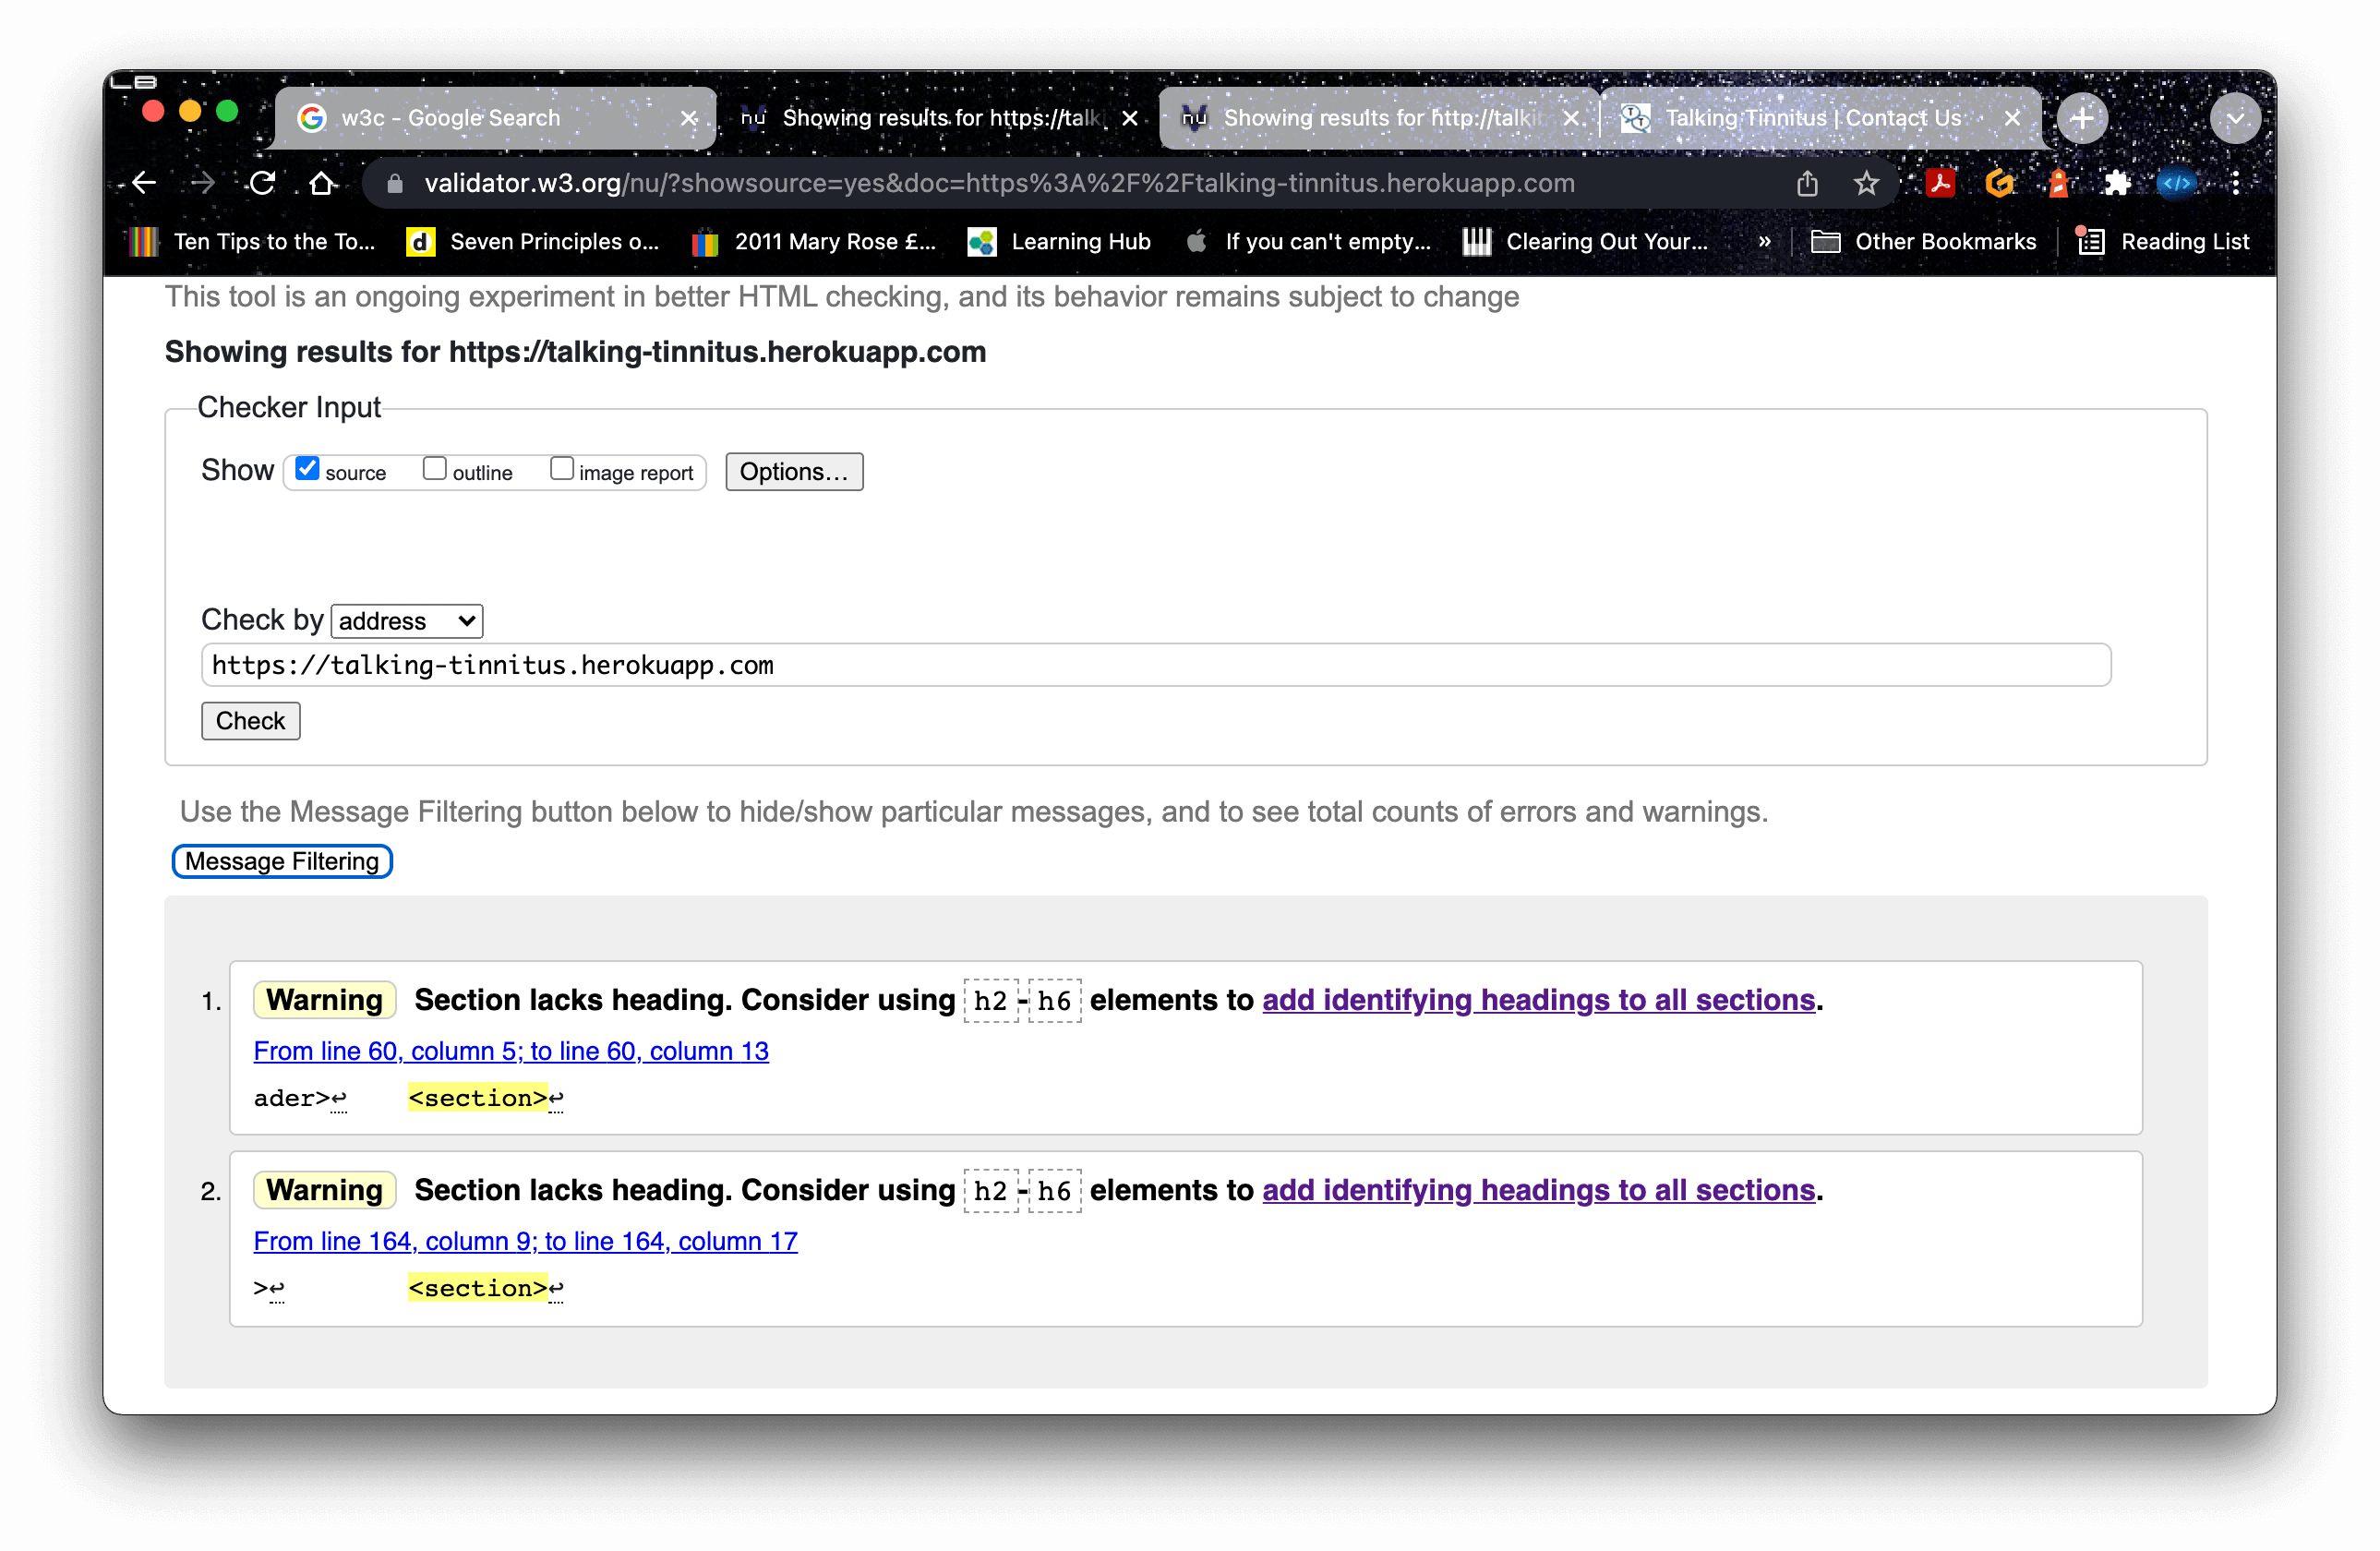 w3c - Google Search
Showing results for https://talk
Showing results for http://talkit
Talking Tinnitus | Contact Us
validator.w3.org/nu/?showsource=yes&doc=https%3A%2F%2Ftalking-tinnitus.herokuapp.com
Ten Tips to the To... Seven Principles o... 2011 Mary Rose £... Learning Hub If you can't empty... Clearing Out Your... » Other Bookmarks Reading List
This tool is an ongoing experiment in better HTML checking, and its behavior remains subject to change
Showing results for https://talking-tinnitus.herokuapp.com
Checker Input
Show source outline image report Options...
Check by address
https://talking-tinnitus.herokuapp.com
Check
Use the Message Filtering button below to hide/show particular messages, and to see total counts of errors and warnings.
Message Filtering
1. Warning Section lacks heading. Consider using h2-h6 elements to add identifying headings to all sections.
From line 60, column 5; to line 60, column 13
ader>↩ <section>↩
2. Warning Section lacks heading. Consider using h2-h6 elements to add identifying headings to all sections.
From line 164, column 9; to line 164, column 17
>↩ <section>↩